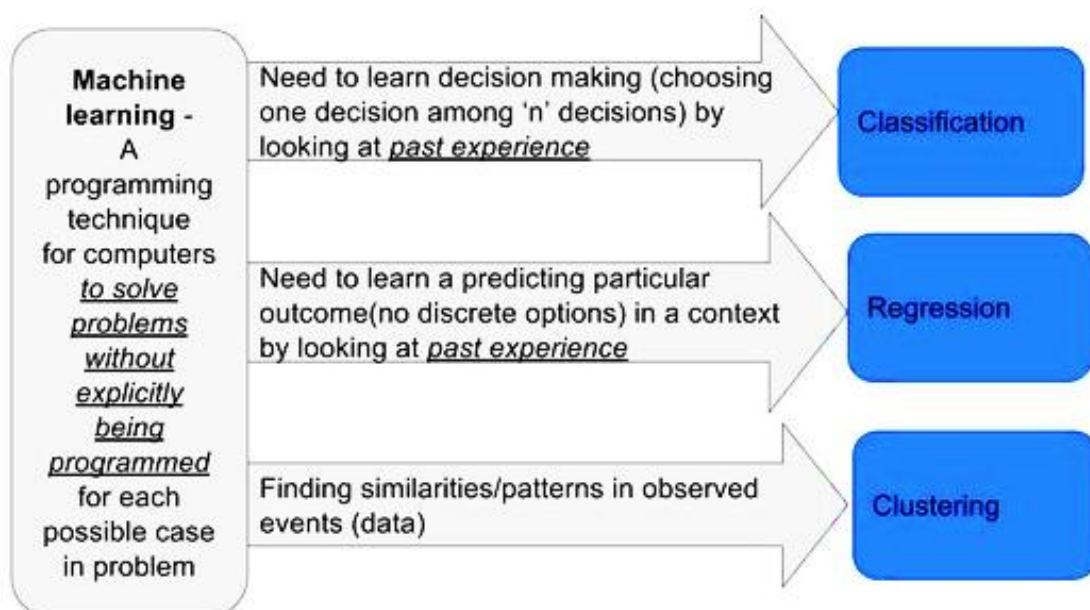 Machine
learning -
A
programming
technique
for computers
to solve
problems
without
explicitly
being
programmed
for each
possible case
in problem
Need to learn decision making (choosing
one decision among ‘n’ decisions) by
looking at past experience
Classification
Need to learn a predicting particular
outcome(no discrete options) in a context
by looking at past experience
Regression
Finding similarities/patterns in observed
events (data)
Clustering